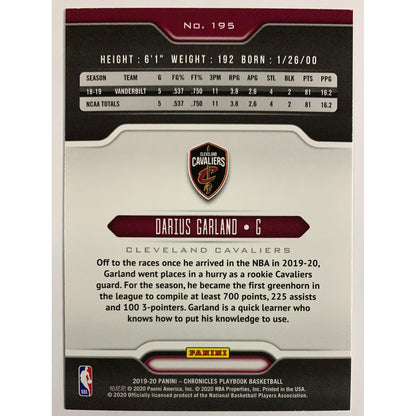 No. 195
HEIGHT : 6'1" WEIGHT : 192 BORN : 1/26/00
SEASON TEAM G FG% FT% 3PM RPG APG STL BLK PTS PPG
18-19 VANDERBILT 5 .537 .750 11 3.8 2.6 4 2 81 16.2
NCAA TOTALS 5 .537 .750 11 3.8 2.6 4 2 81 16.2
CLEVELAND
CAVALIERS
DARIUS GARLAND • G
CLEVELAND CAVALIERS
Off to the races once he arrived in the NBA in 2019-20,
Garland went places in a hurry as a rookie Cavaliers
guard. For the season, he became the first greenhorn in
the league to compile at least 700 points, 225 assists
and 100 3-pointers. Garland is a quick learner who
knows how to put his knowledge to use.
PANINI
NBA
2019-20 PANINI – CHRONICLES PLAYBOOK BASKETBALL
帕尼尼 © 2020 Panini America, Inc. © 2020 NBA Properties, Inc. Printed in the USA.
© 2020 Officially licensed product of the National Basketball Players Association.